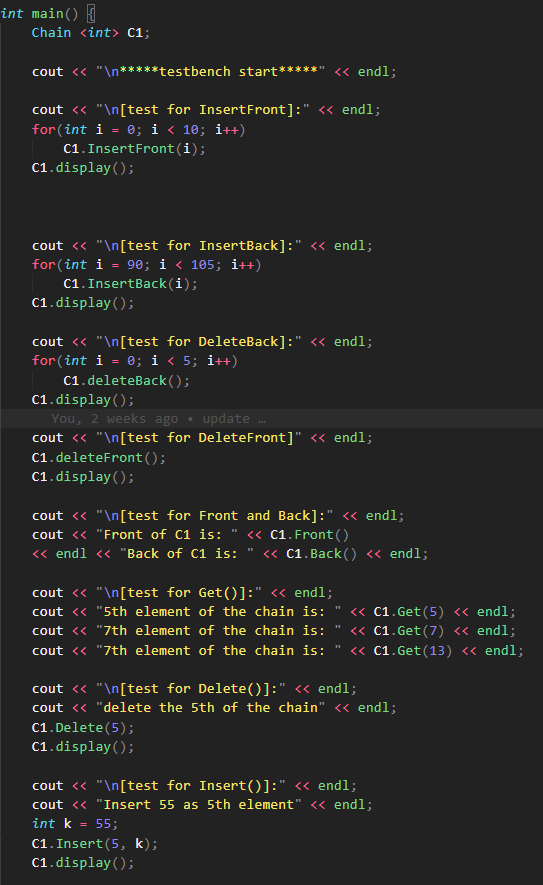 int main() {
Chain <int> C1;
cout << "\n*****testbench start*****" << endl;
cout << "\n[test for InsertFront]:" << endl;
for(int i = 0; i < 10; i++)
C1.InsertFront(i);
C1.display();
cout << "\n[test for InsertBack]:" << endl;
for(int i = 90; i < 105; i++)
C1.InsertBack(i);
C1.display();
cout << "\n[test for DeleteBack]:" << endl;
for(int i = 0; i < 5; i++)
C1.deleteBack();
C1.display();
You, 2 weeks ago • update …
cout << "\n[test for DeleteFront]" << endl;
C1.deleteFront();
C1.display();
cout << "\n[test for Front and Back]:" << endl;
cout << "Front of C1 is: " << C1.Front()
<< endl << "Back of C1 is: " << C1.Back() << endl;
cout << "\n[test for Get()]:" << endl;
cout << "5th element of the chain is: " << C1.Get(5) << endl;
cout << "7th element of the chain is: " << C1.Get(7) << endl;
cout << "7th element of the chain is: " << C1.Get(13) << endl;
cout << "\n[test for Delete()]:" << endl;
cout << "delete the 5th of the chain" << endl;
C1.Delete(5);
C1.display();
cout << "\n[test for Insert()]:" << endl;
cout << "Insert 55 as 5th element" << endl;
int k = 55;
C1.Insert(5, k);
C1.display();